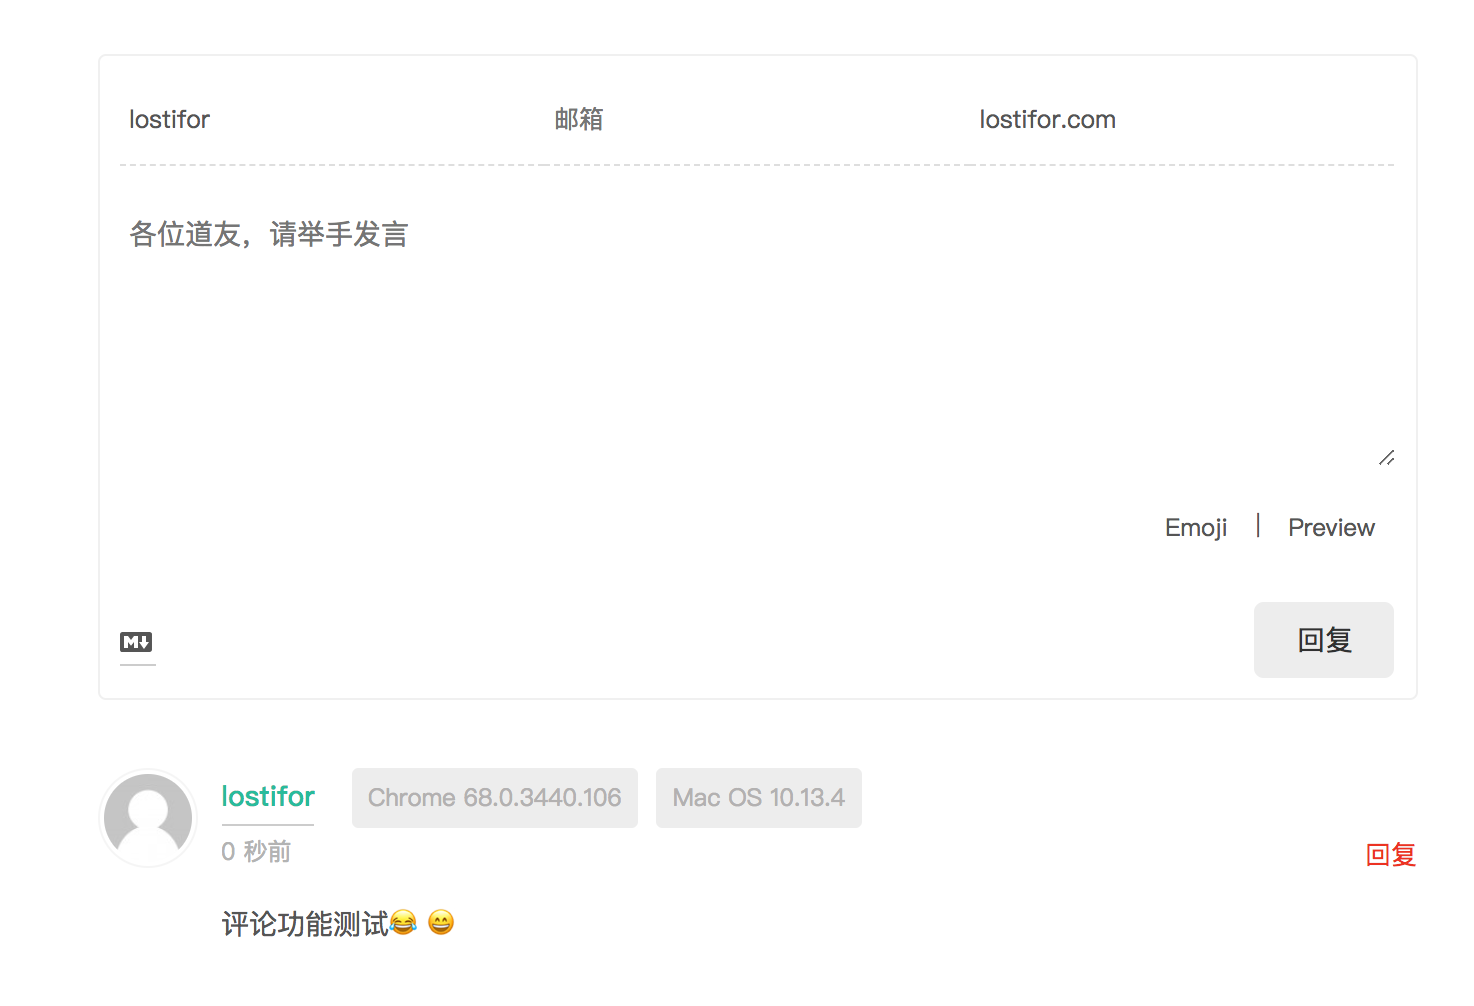 lostifor 邮箱 lostifor.com
各位道友，请举手发言
Emoji | Preview
M↓ 回复
lostifor Chrome 68.0.3440.106 Mac OS 10.13.4
0 秒前 回复
评论功能测试😂 😄